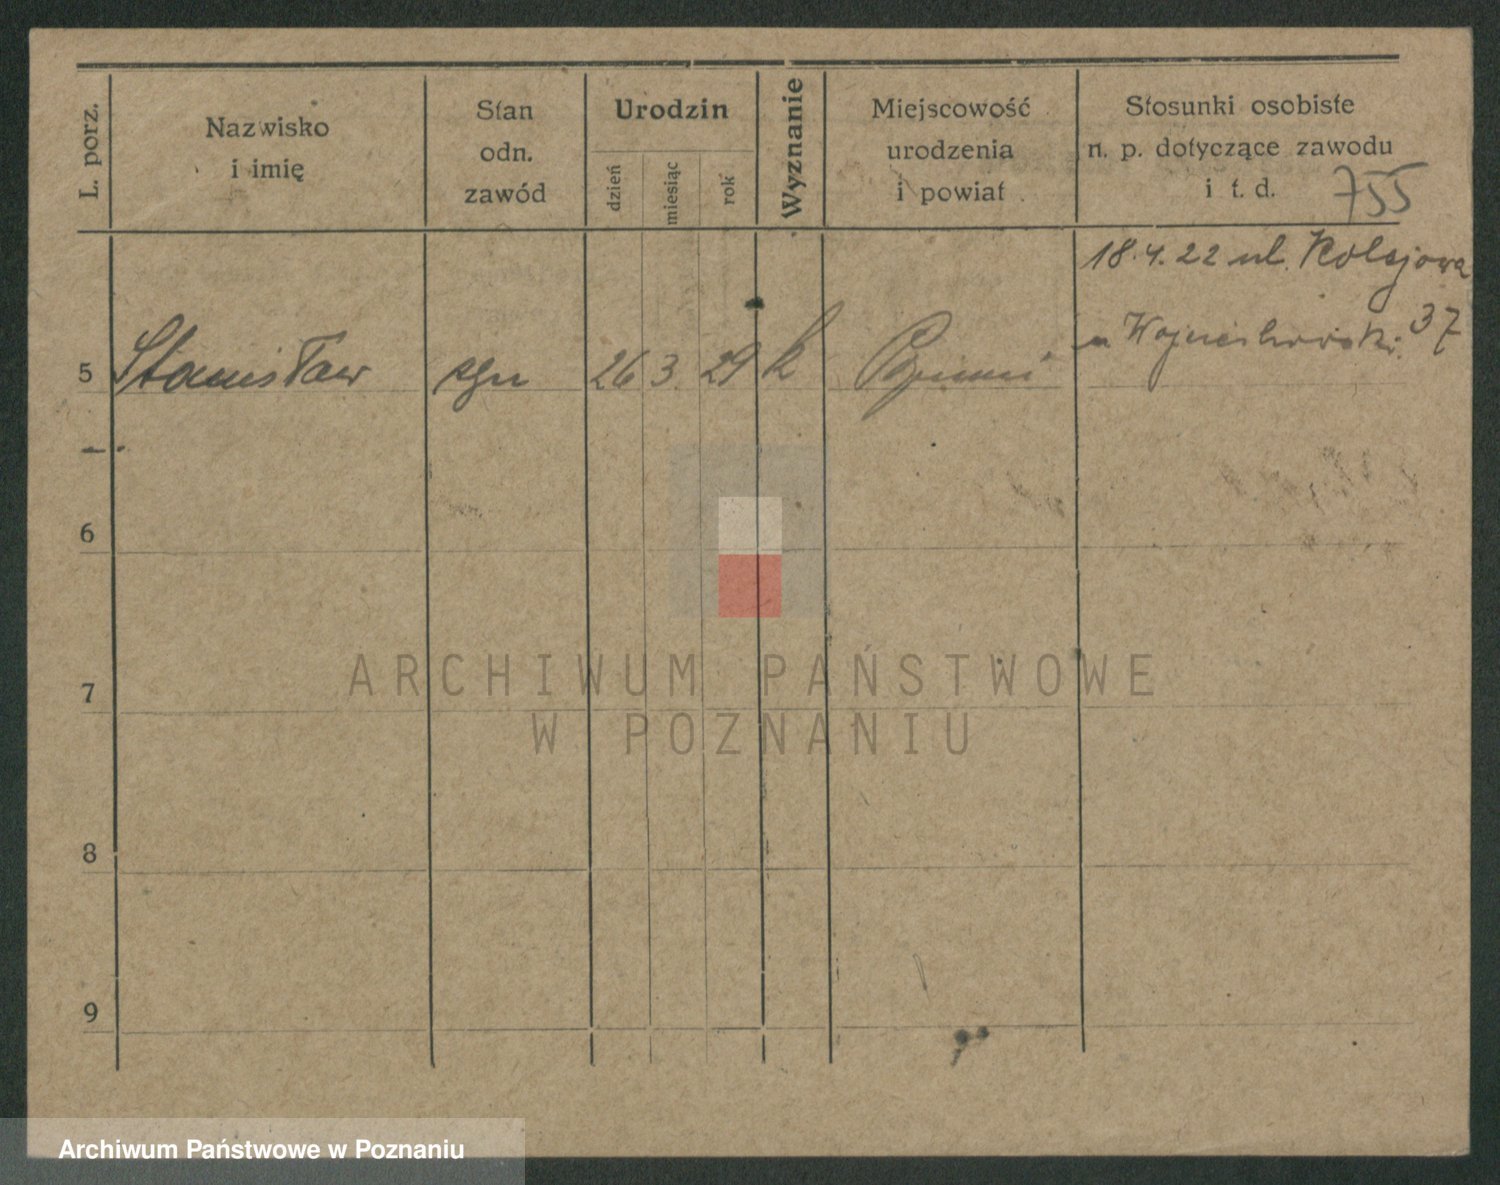 L. porz.
Nazwisko
i imię
Stan
odn.
zawód
Urodzin
dzień
miesiąc
rok
Wyznanie
Miejscowość
urodzenia
i powiat
Stosunki osobiste
n. p. dotyczące zawodu
i t. d.
755
18.4.22 ul. Kolejowa
37
5 Stanisław syn 26 3. 29 k
6
7
8
9
ARCHIWUM PAŃSTWOWE
W POZNANIU
Archiwum Państwowe w Poznaniu